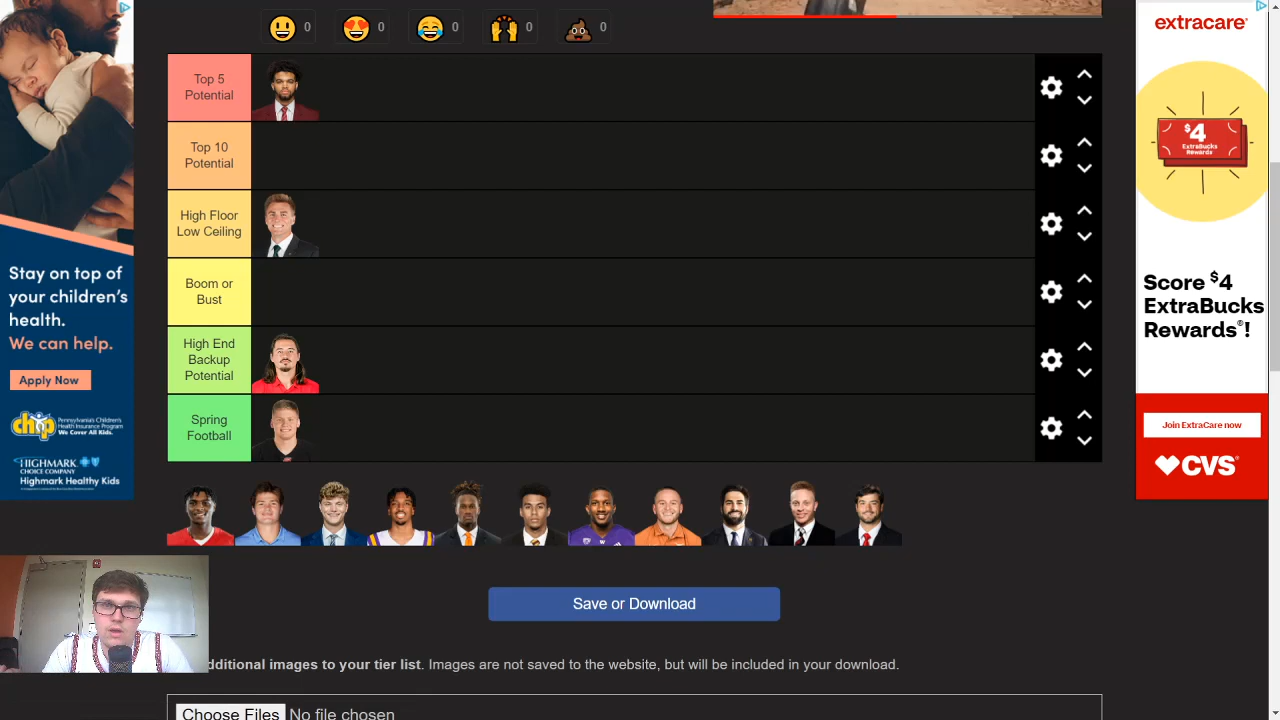 0
0
0
0
0
Top 5
Potential
Top 10
Potential
High Floor
Low Ceiling
Boom or
Bust
High End
Backup
Potential
Spring
Football
Save or Download
dditional images to your tier list. Images are not saved to the website, but will be included in your download.
Choose Files No file chosen
Stay on top of
your children's
health.
We can help.
Apply Now
chip
Pennsylvania's Children's
Health Insurance Program
We Cover All Kids.
HIGHMARK
CHOICE COMPANY
Highmark Healthy Kids
extracare®
$4
ExtraBucks
Rewards
Score $4
ExtraBucks
Rewards®!
Join ExtraCare now
CVS